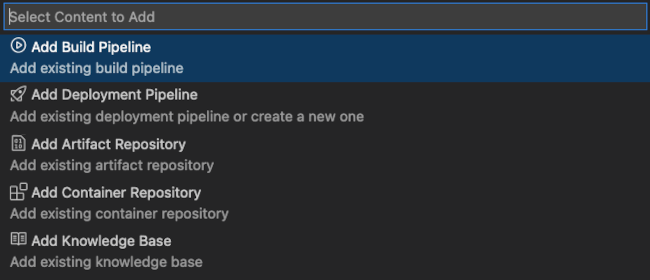 Select Content to Add
Add Build Pipeline
Add existing build pipeline
Add Deployment Pipeline
Add existing deployment pipeline or create a new one
Add Artifact Repository
Add existing artifact repository
Add Container Repository
Add existing container repository
Add Knowledge Base
Add existing knowledge base